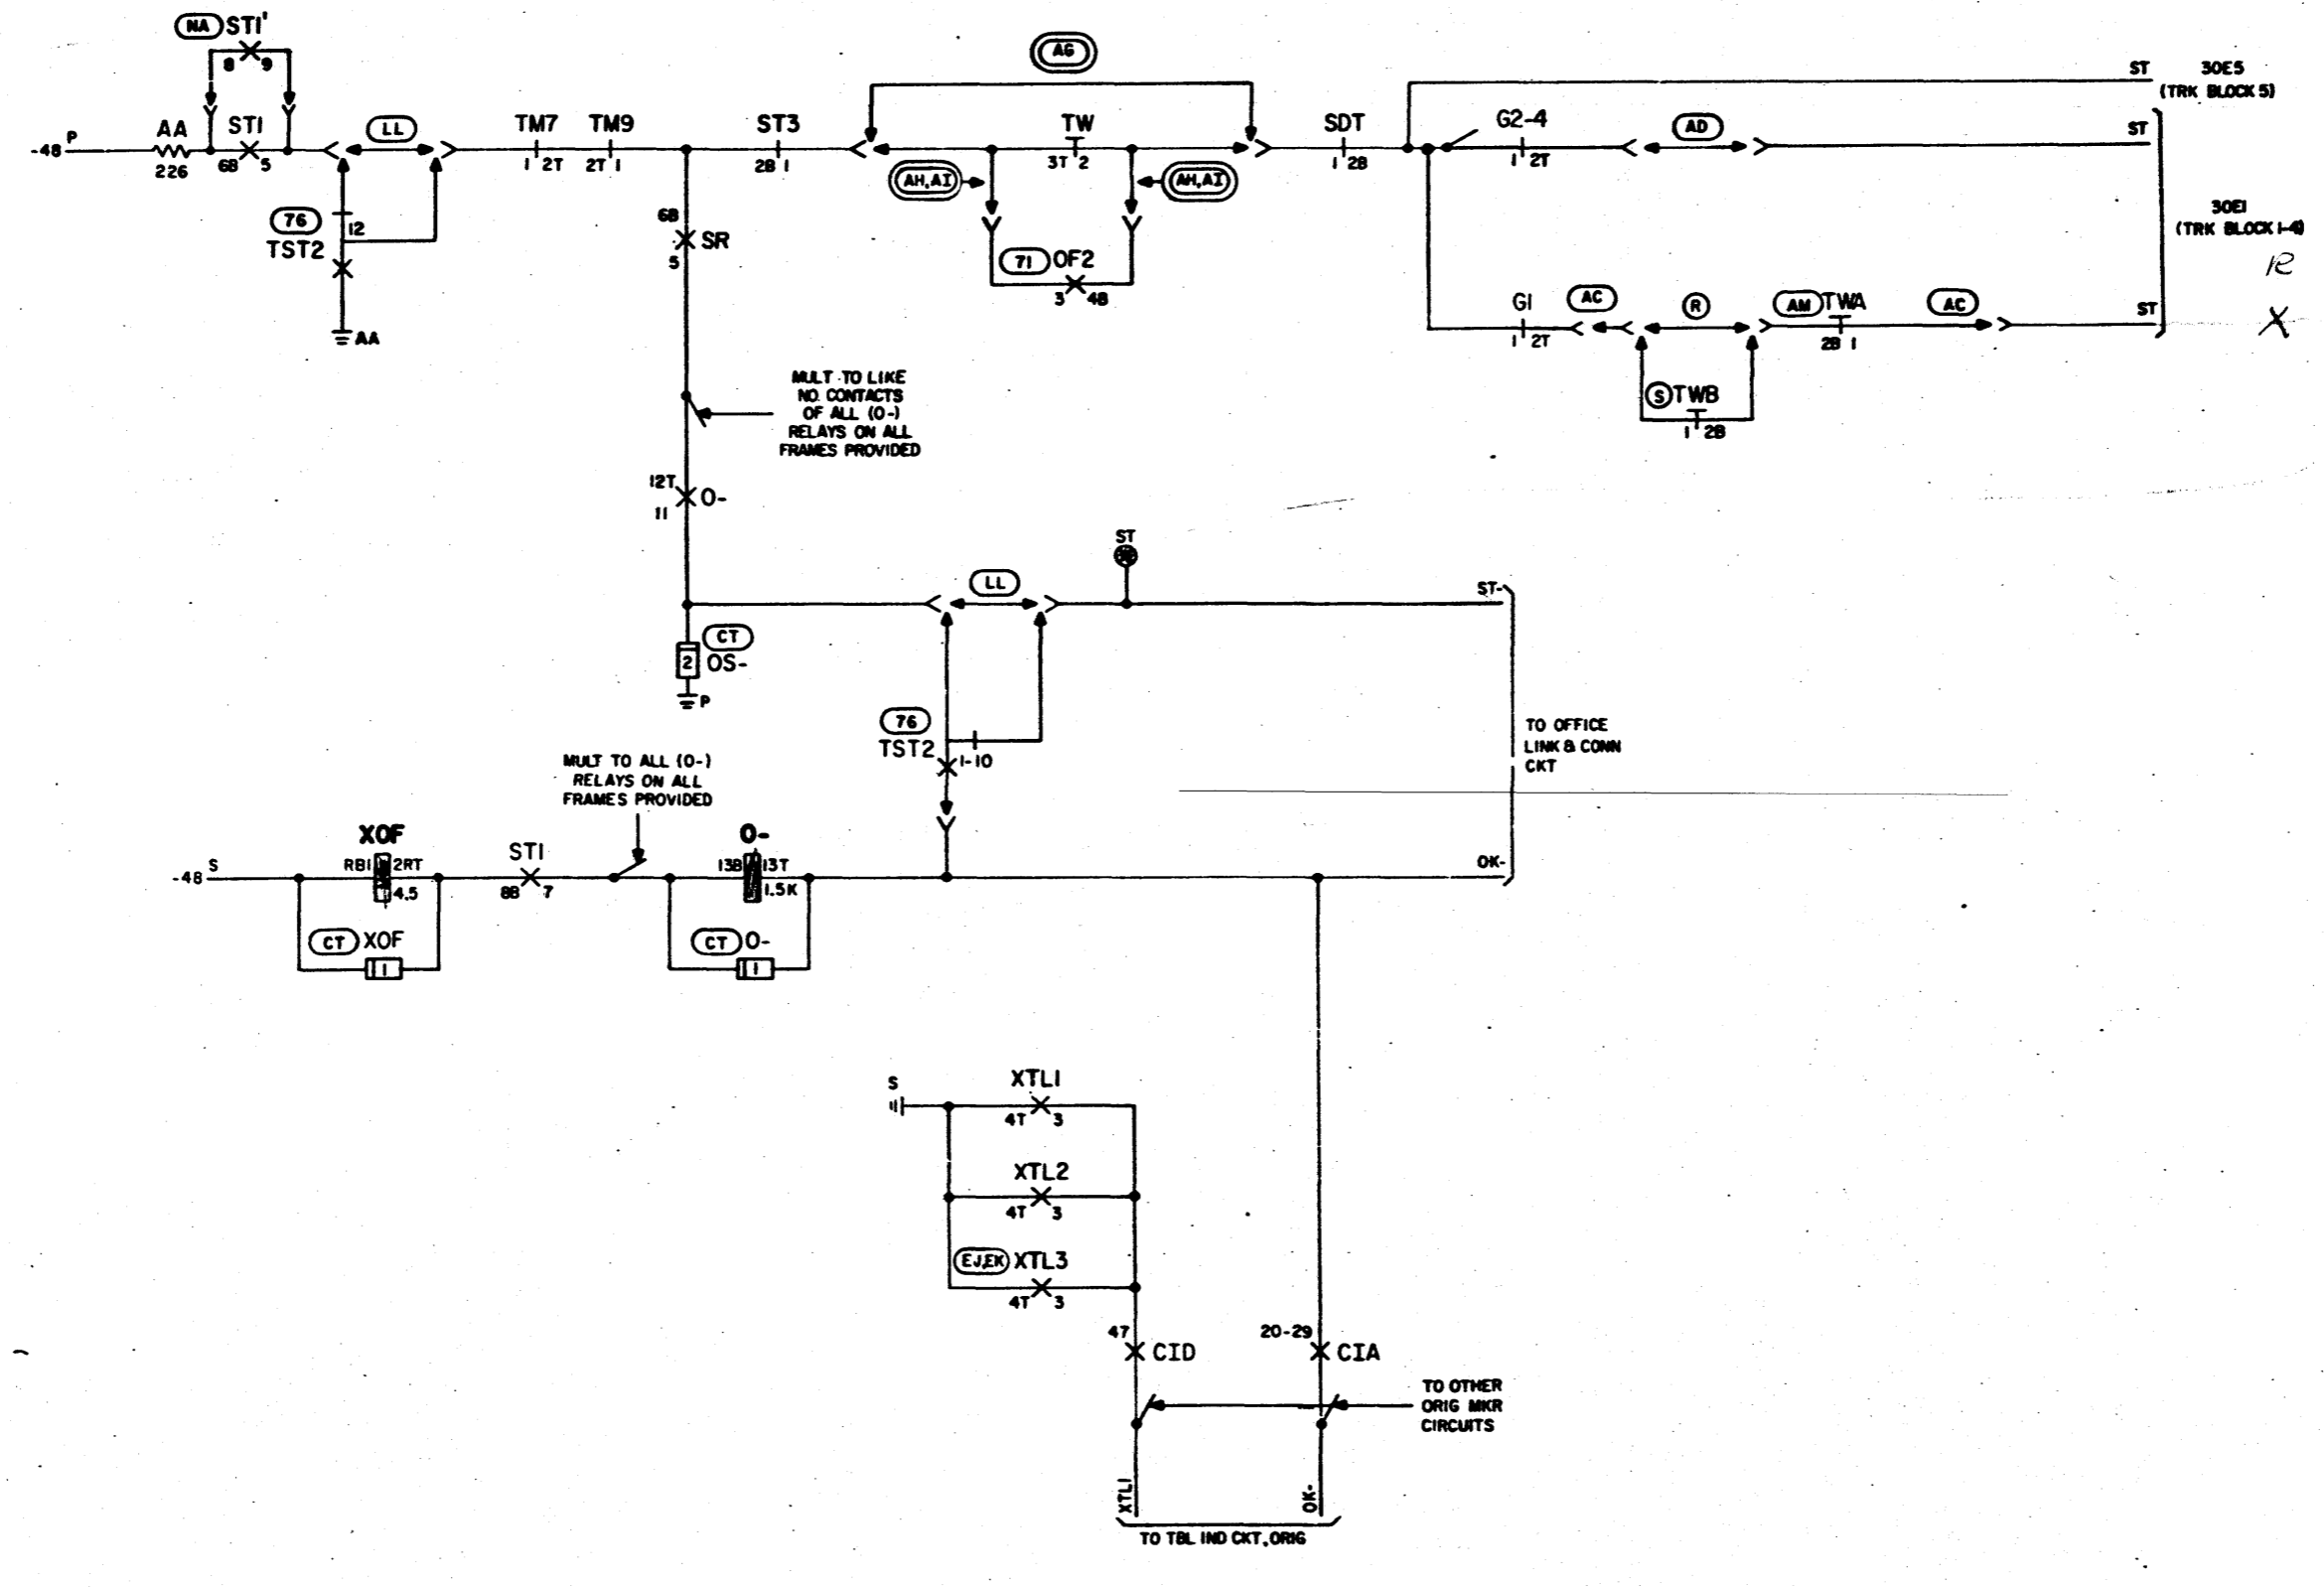 NA ST1'
8 9
-48 P
AA
226
ST1
6B 5
LL
TM7
1 2T
TM9
2T 1
ST3
2B 1
AG
TW
3T 2
AH,AI
AH,AI
71 OF2
3 4B
SDT
1 2B
ST 30E5
(TRK BLOCK 5)
G2-4
1 2T
AD
ST
30E1
(TRK BLOCK 1-4)
R
X
G1
1 2T
AC
R
AM TWA
2B 1
AC
ST
S TWB
1 2B
76
TST2
12
AA
6B
SR
5
MULT TO LIKE
NO. CONTACTS
OF ALL (O-)
RELAYS ON ALL
FRAMES PROVIDED
12T
O-
11
CT
2 OS-
P
LL
ST
ST-
76
TST2
1-10
TO OFFICE
LINK & CONN
CKT
MULT TO ALL (O-)
RELAYS ON ALL
FRAMES PROVIDED
-48 S
XOF
RB1 2RT
4.5
CT XOF
1
ST1
8B 7
O-
13B 13T
1.5K
CT O-
1
OK-
S
XTL1
4T 3
XTL2
4T 3
EJ,EK XTL3
4T 3
47
CID
20-29
CIA
TO OTHER
ORIG MKR
CIRCUITS
XTL1
OK-
TO TBL IND CKT, ORIG